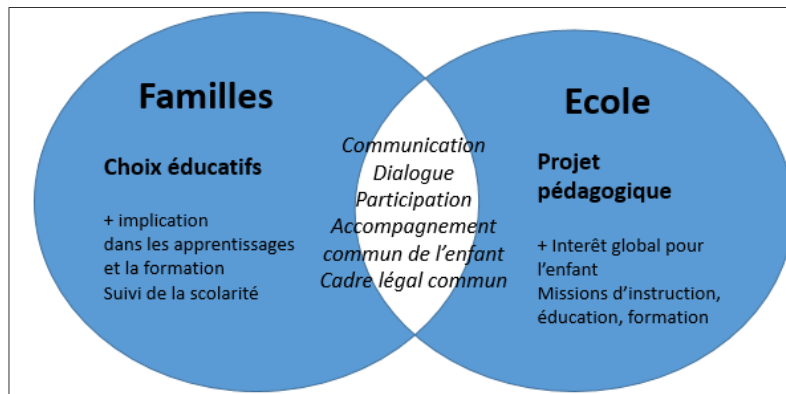 Familles
Choix éducatifs
+ implication
dans les apprentissages
et la formation
Suivi de la scolarité
Communication
Dialogue
Participation
Accompagnement
commun de l'enfant
Cadre légal commun
Ecole
Projet
pédagogique
+ Interêt global pour
l'enfant
Missions d'instruction,
éducation, formation